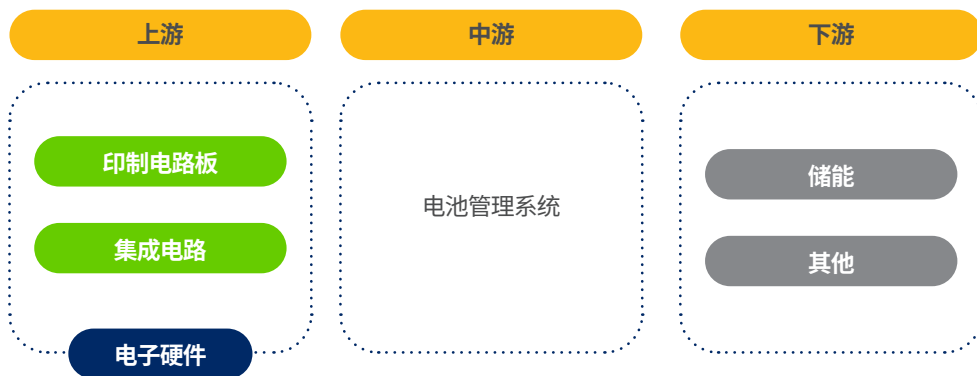 上游
中游
下游
印制电路板
集成电路
电子硬件
电池管理系统
储能
其他